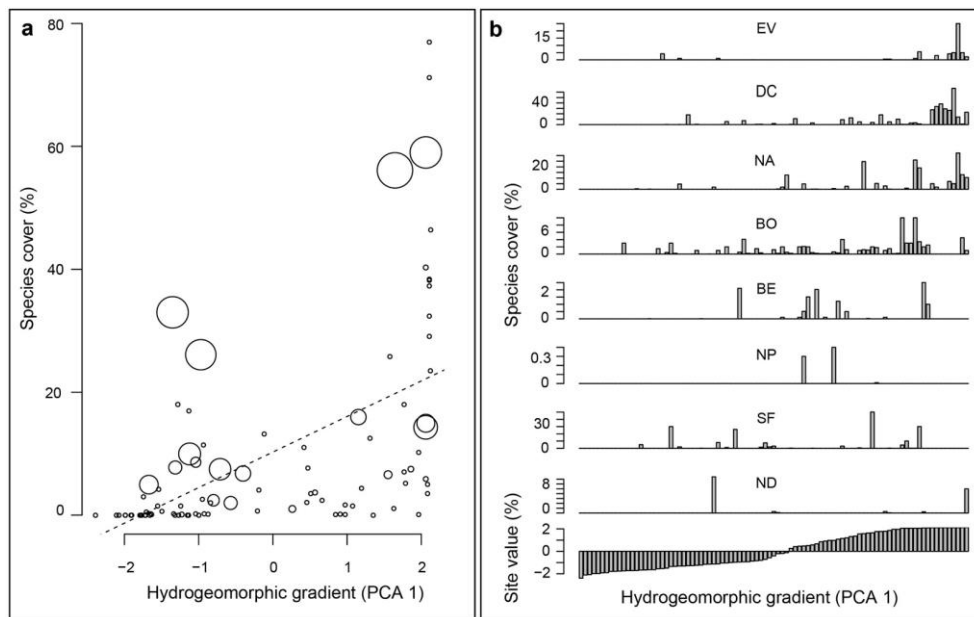 a
Species cover (%)
80
60
40
20
0
−2
−1
0
1
2
Hydrogeomorphic gradient (PCA 1)
b
Species cover (%)
EV
15
0
DC
40
0
NA
20
0
BO
6
0
BE
2
0
NP
0.3
0
SF
30
0
ND
8
0
Site value (%)
2
0
−2
Hydrogeomorphic gradient (PCA 1)